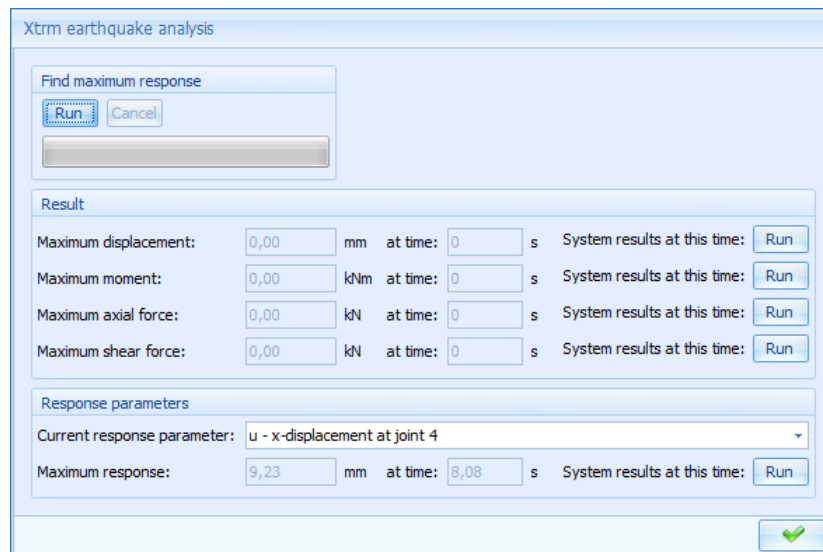 Xtrm earthquake analysis
Find maximum response
Run Cancel
Result
Maximum displacement: 0,00 mm at time: 0 s System results at this time: Run
Maximum moment: 0,00 kNm at time: 0 s System results at this time: Run
Maximum axial force: 0,00 kN at time: 0 s System results at this time: Run
Maximum shear force: 0,00 kN at time: 0 s System results at this time: Run
Response parameters
Current response parameter: u - x-displacement at joint 4
Maximum response: 9,23 mm at time: 8,08 s System results at this time: Run